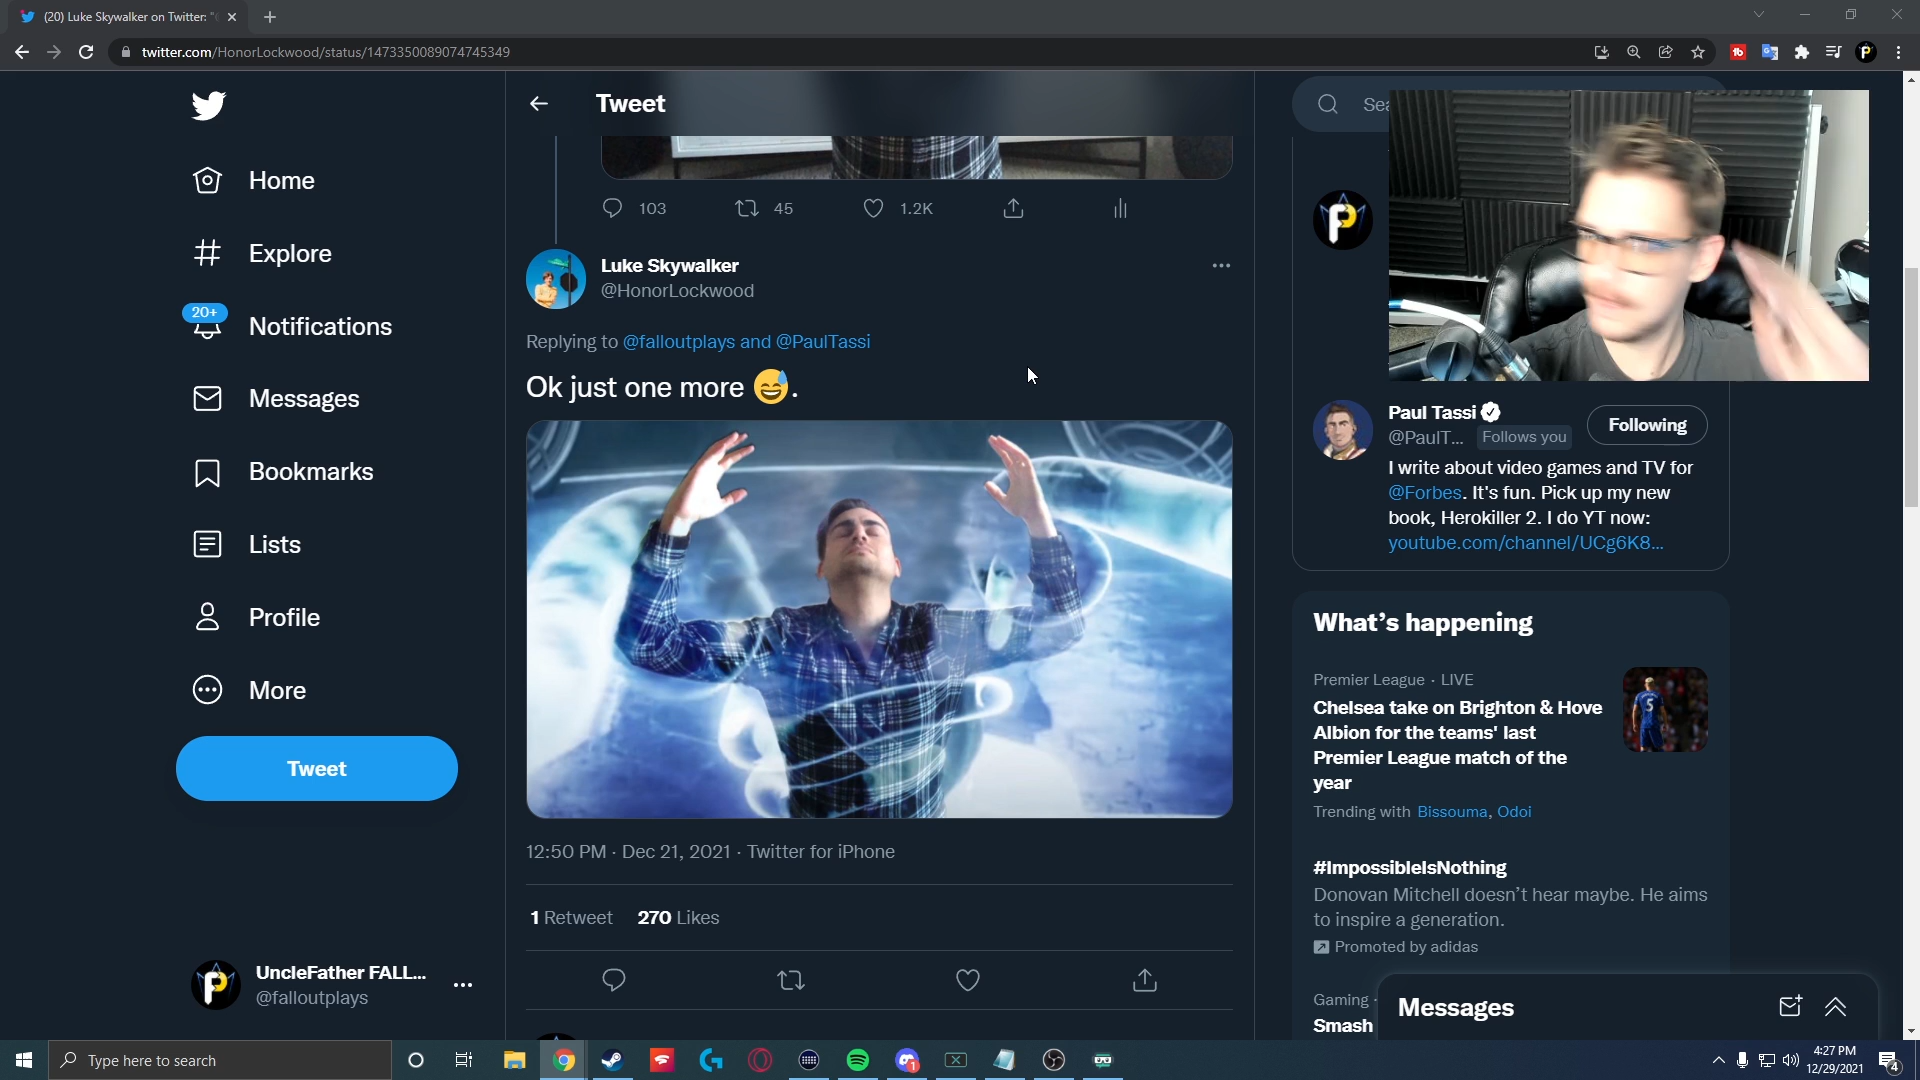 (20) Luke Skywalker on Twitter: "
twitter.com/HonorLockwood/status/1473350089074745349
Home
Explore
20+
Notifications
Messages
Bookmarks
Lists
Profile
More
Tweet
UncleFather FALL...
@falloutplays
Tweet
103
45
1.2K
Luke Skywalker
@HonorLockwood
Replying to @falloutplays and @PaulTassi
Ok just one more 😅.
12:50 PM · Dec 21, 2021 · Twitter for iPhone
1 Retweet 270 Likes
Paul Tassi
@PaulT... Follows you
Following
I write about video games and TV for
@Forbes. It's fun. Pick up my new
book, Herokiller 2. I do YT now:
youtube.com/channel/UCg6K8...
What's happening
Premier League · LIVE
Chelsea take on Brighton & Hove
Albion for the teams' last
Premier League match of the
year
Trending with Bissouma, Odoi
#ImpossibleIsNothing
Donovan Mitchell doesn't hear maybe. He aims
to inspire a generation.
Promoted by adidas
Gaming ·
Smash
Messages
Type here to search
4:27 PM
12/29/2021
4